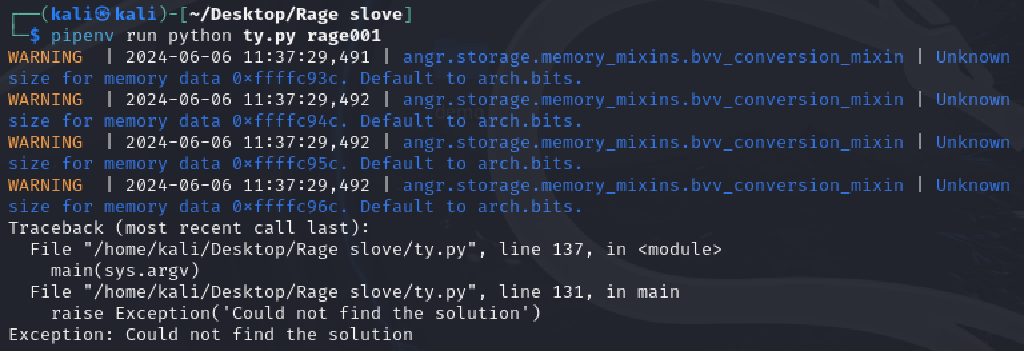 ┌──(kali㉿kali)-[~/Desktop/Rage slove]
└─$ pipenv run python ty.py rage001
WARNING  | 2024-06-06 11:37:29,491 | angr.storage.memory_mixins.bvv_conversion_mixin | Unknown
size for memory data 0xffffc93c. Default to arch.bits.
WARNING  | 2024-06-06 11:37:29,492 | angr.storage.memory_mixins.bvv_conversion_mixin | Unknown
size for memory data 0xffffc94c. Default to arch.bits.
WARNING  | 2024-06-06 11:37:29,492 | angr.storage.memory_mixins.bvv_conversion_mixin | Unknown
size for memory data 0xffffc95c. Default to arch.bits.
WARNING  | 2024-06-06 11:37:29,492 | angr.storage.memory_mixins.bvv_conversion_mixin | Unknown
size for memory data 0xffffc96c. Default to arch.bits.
Traceback (most recent call last):
  File "/home/kali/Desktop/Rage slove/ty.py", line 137, in <module>
    main(sys.argv)
  File "/home/kali/Desktop/Rage slove/ty.py", line 131, in main
    raise Exception('Could not find the solution')
Exception: Could not find the solution